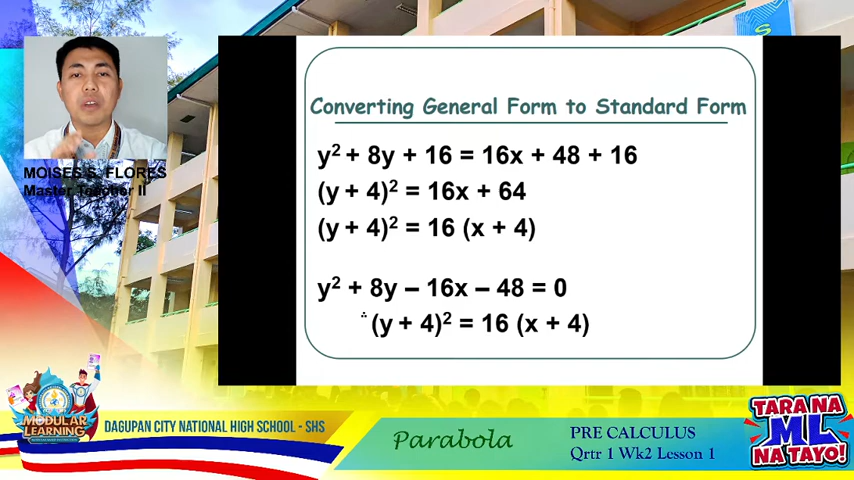 Converting General Form to Standard Form
y² + 8y + 16 = 16x + 48 + 16
(y + 4)² = 16x + 64
(y + 4)² = 16 (x + 4)
y² + 8y – 16x – 48 = 0
∴ (y + 4)² = 16 (x + 4)
MOISES S. FLORES
Master Teacher II
MODULAR
LEARNING
DAGUPAN CITY NATIONAL HIGH SCHOOL - SHS
Parabola
PRE CALCULUS
Qrtr 1 Wk2 Lesson 1
TARA NA
ML
NA TAYO!